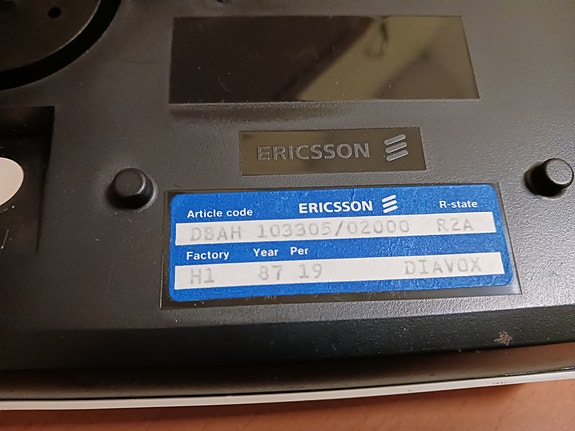 ERICSSON
Article code ERICSSON R-state
DBAH 103305/02000 R2A
Factory Year Per
H1 87 19 DIAVOX